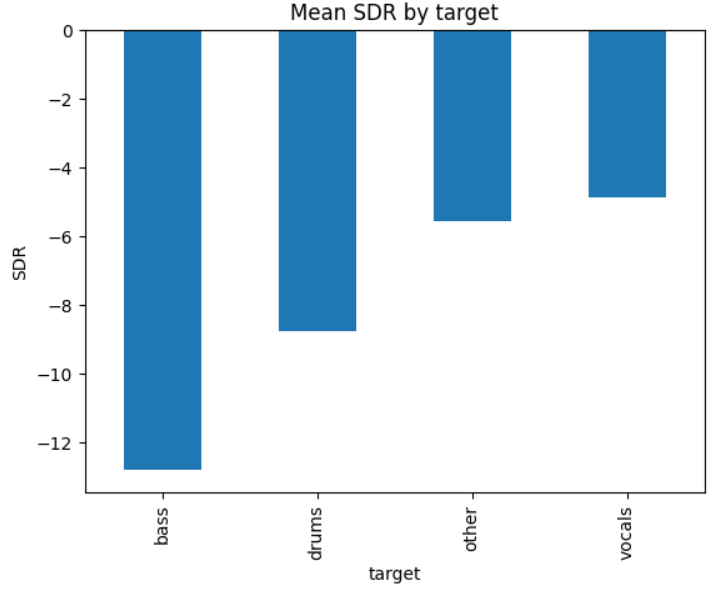 Mean SDR by target
0
−2
−4
−6
−8
−10
−12
SDR
bass
drums
other
vocals
target